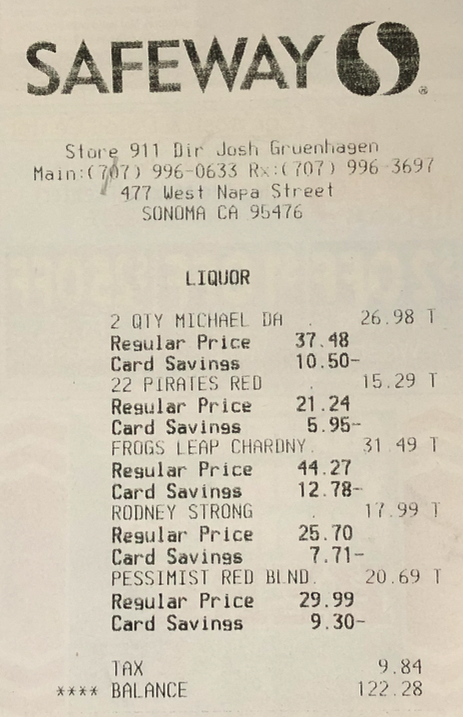 SAFEWAY ®
Store 911 Dir Josh Gruenhagen
Main:(707) 996-0633 Rx:(707) 996-3697
477 West Napa Street
SONOMA CA 95476
LIQUOR
2 QTY MICHAEL DA . 26.98 T
Regular Price 37.48
Card Savings 10.50-
22 PIRATES RED . 15.29 T
Regular Price 21.24
Card Savings 5.95-
FROGS LEAP CHARDNY. 31.49 T
Regular Price 44.27
Card Savings 12.78-
RODNEY STRONG . 17.99 T
Regular Price 25.70
Card Savings 7.71-
PESSIMIST RED BLND. 20.69 T
Regular Price 29.99
Card Savings 9.30-
TAX 9.84
**** BALANCE 122.28